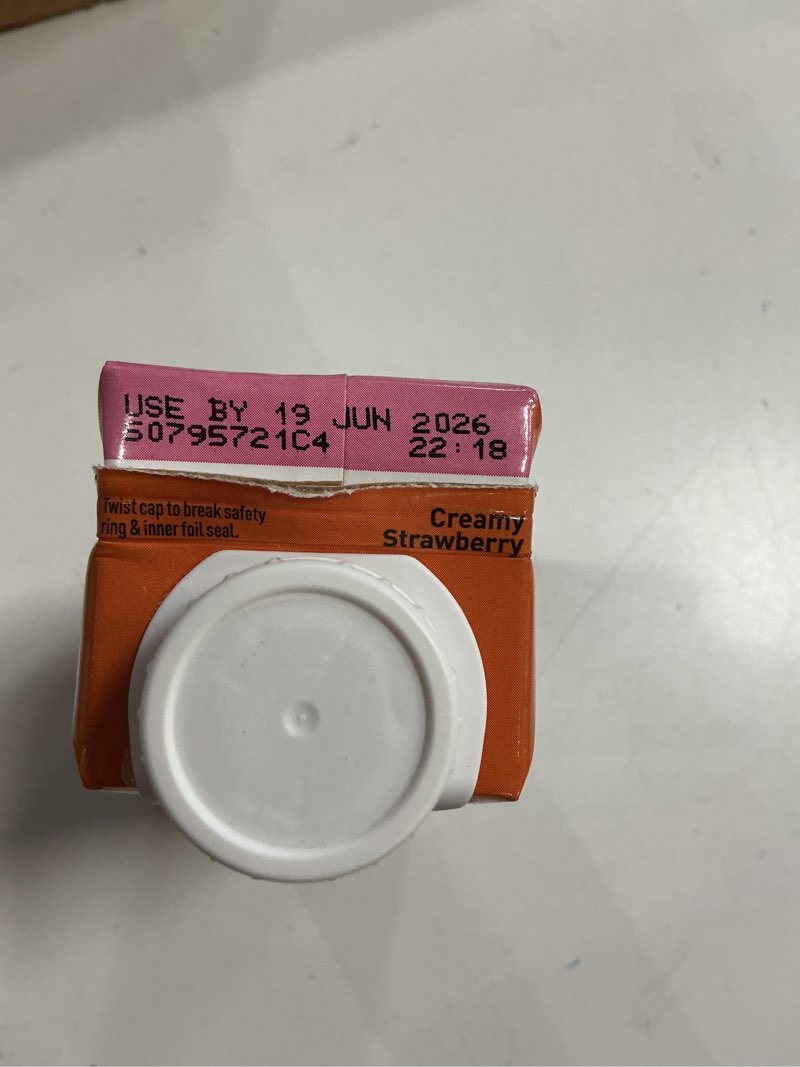 USE BY 19 JUN 2026
50795721C4 22:18
Twist cap to break safety
ring & inner foil seal.
Creamy
Strawberry